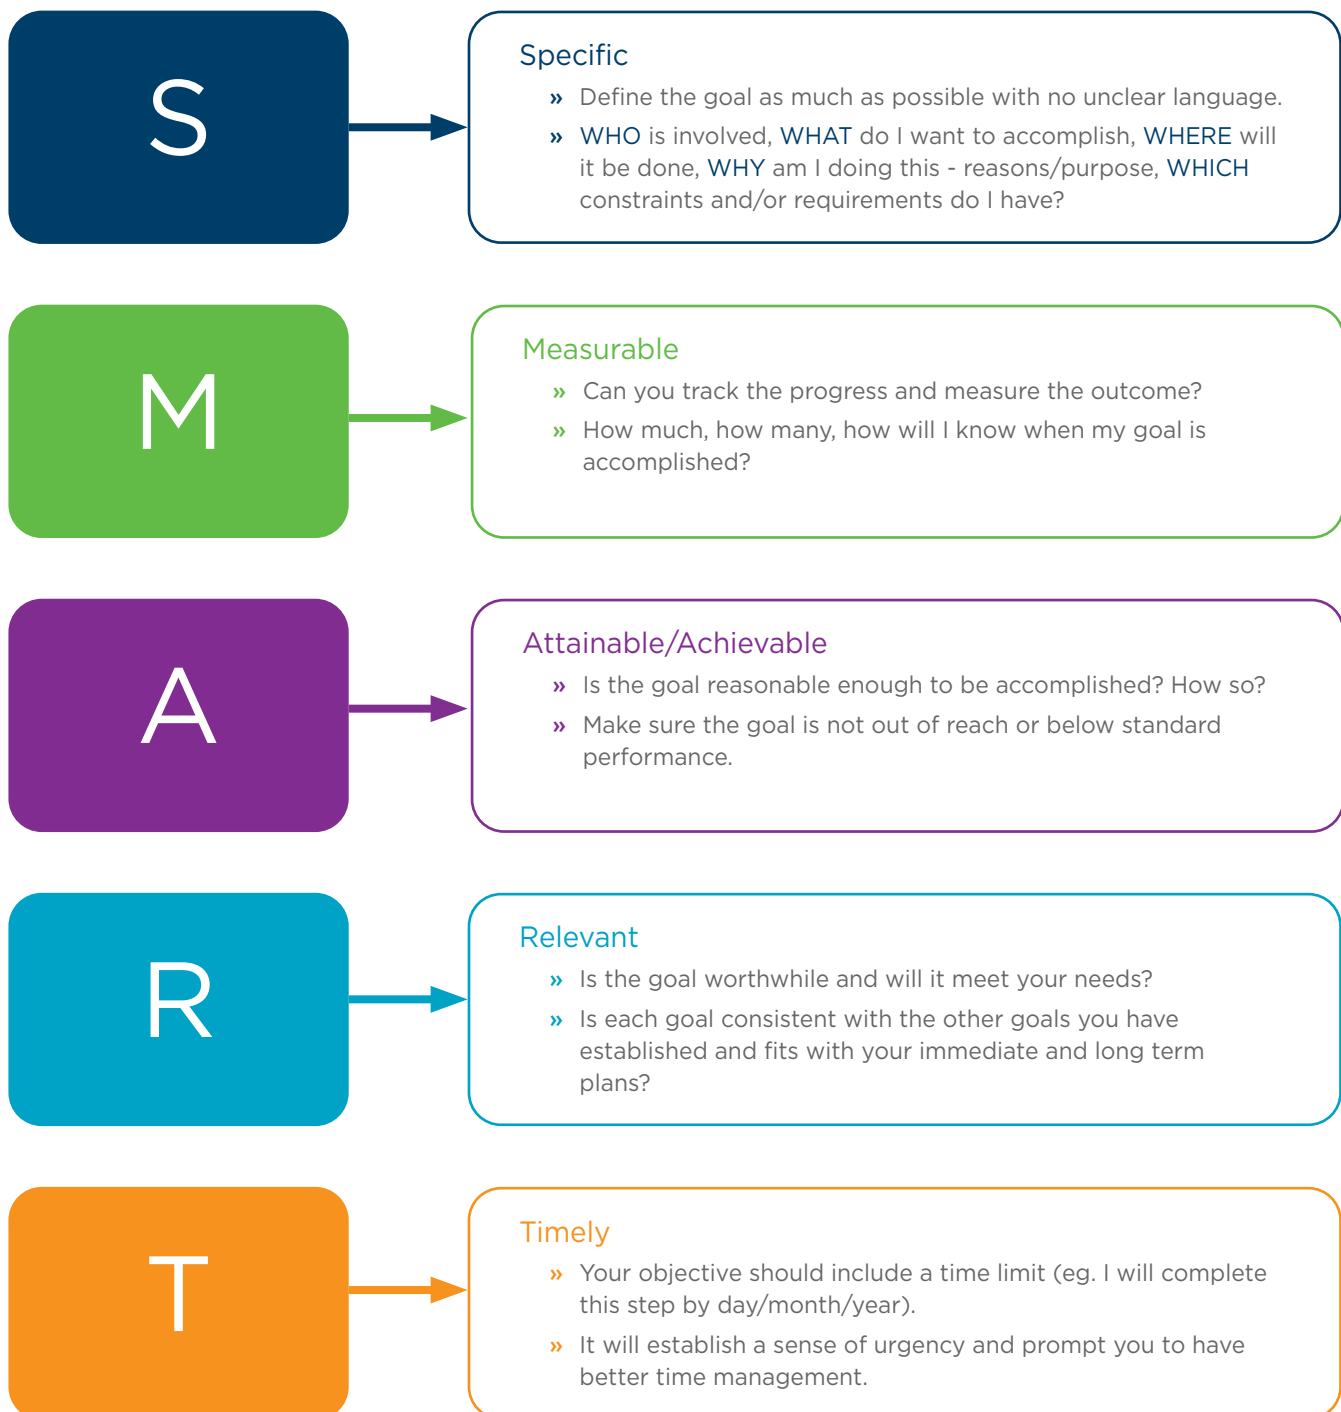 S
Specific
» Define the goal as much as possible with no unclear language.
» WHO is involved, WHAT do I want to accomplish, WHERE will
it be done, WHY am I doing this - reasons/purpose, WHICH
constraints and/or requirements do I have?
M
Measurable
» Can you track the progress and measure the outcome?
» How much, how many, how will I know when my goal is
accomplished?
A
Attainable/Achievable
» Is the goal reasonable enough to be accomplished? How so?
» Make sure the goal is not out of reach or below standard
performance.
R
Relevant
» Is the goal worthwhile and will it meet your needs?
» Is each goal consistent with the other goals you have
established and fits with your immediate and long term
plans?
T
Timely
» Your objective should include a time limit (eg. I will complete
this step by day/month/year).
» It will establish a sense of urgency and prompt you to have
better time management.